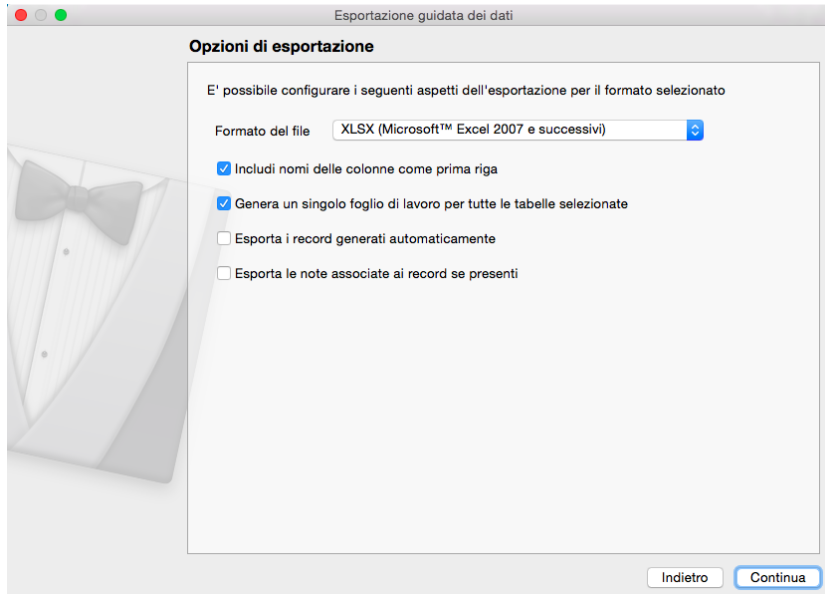 Esportazione guidata dei dati
Opzioni di esportazione
E' possibile configurare i seguenti aspetti dell'esportazione per il formato selezionato
Formato del file XLSX (Microsoft™ Excel 2007 e successivi)
Includi nomi delle colonne come prima riga
Genera un singolo foglio di lavoro per tutte le tabelle selezionate
Esporta i record generati automaticamente
Esporta le note associate ai record se presenti
Indietro Continua